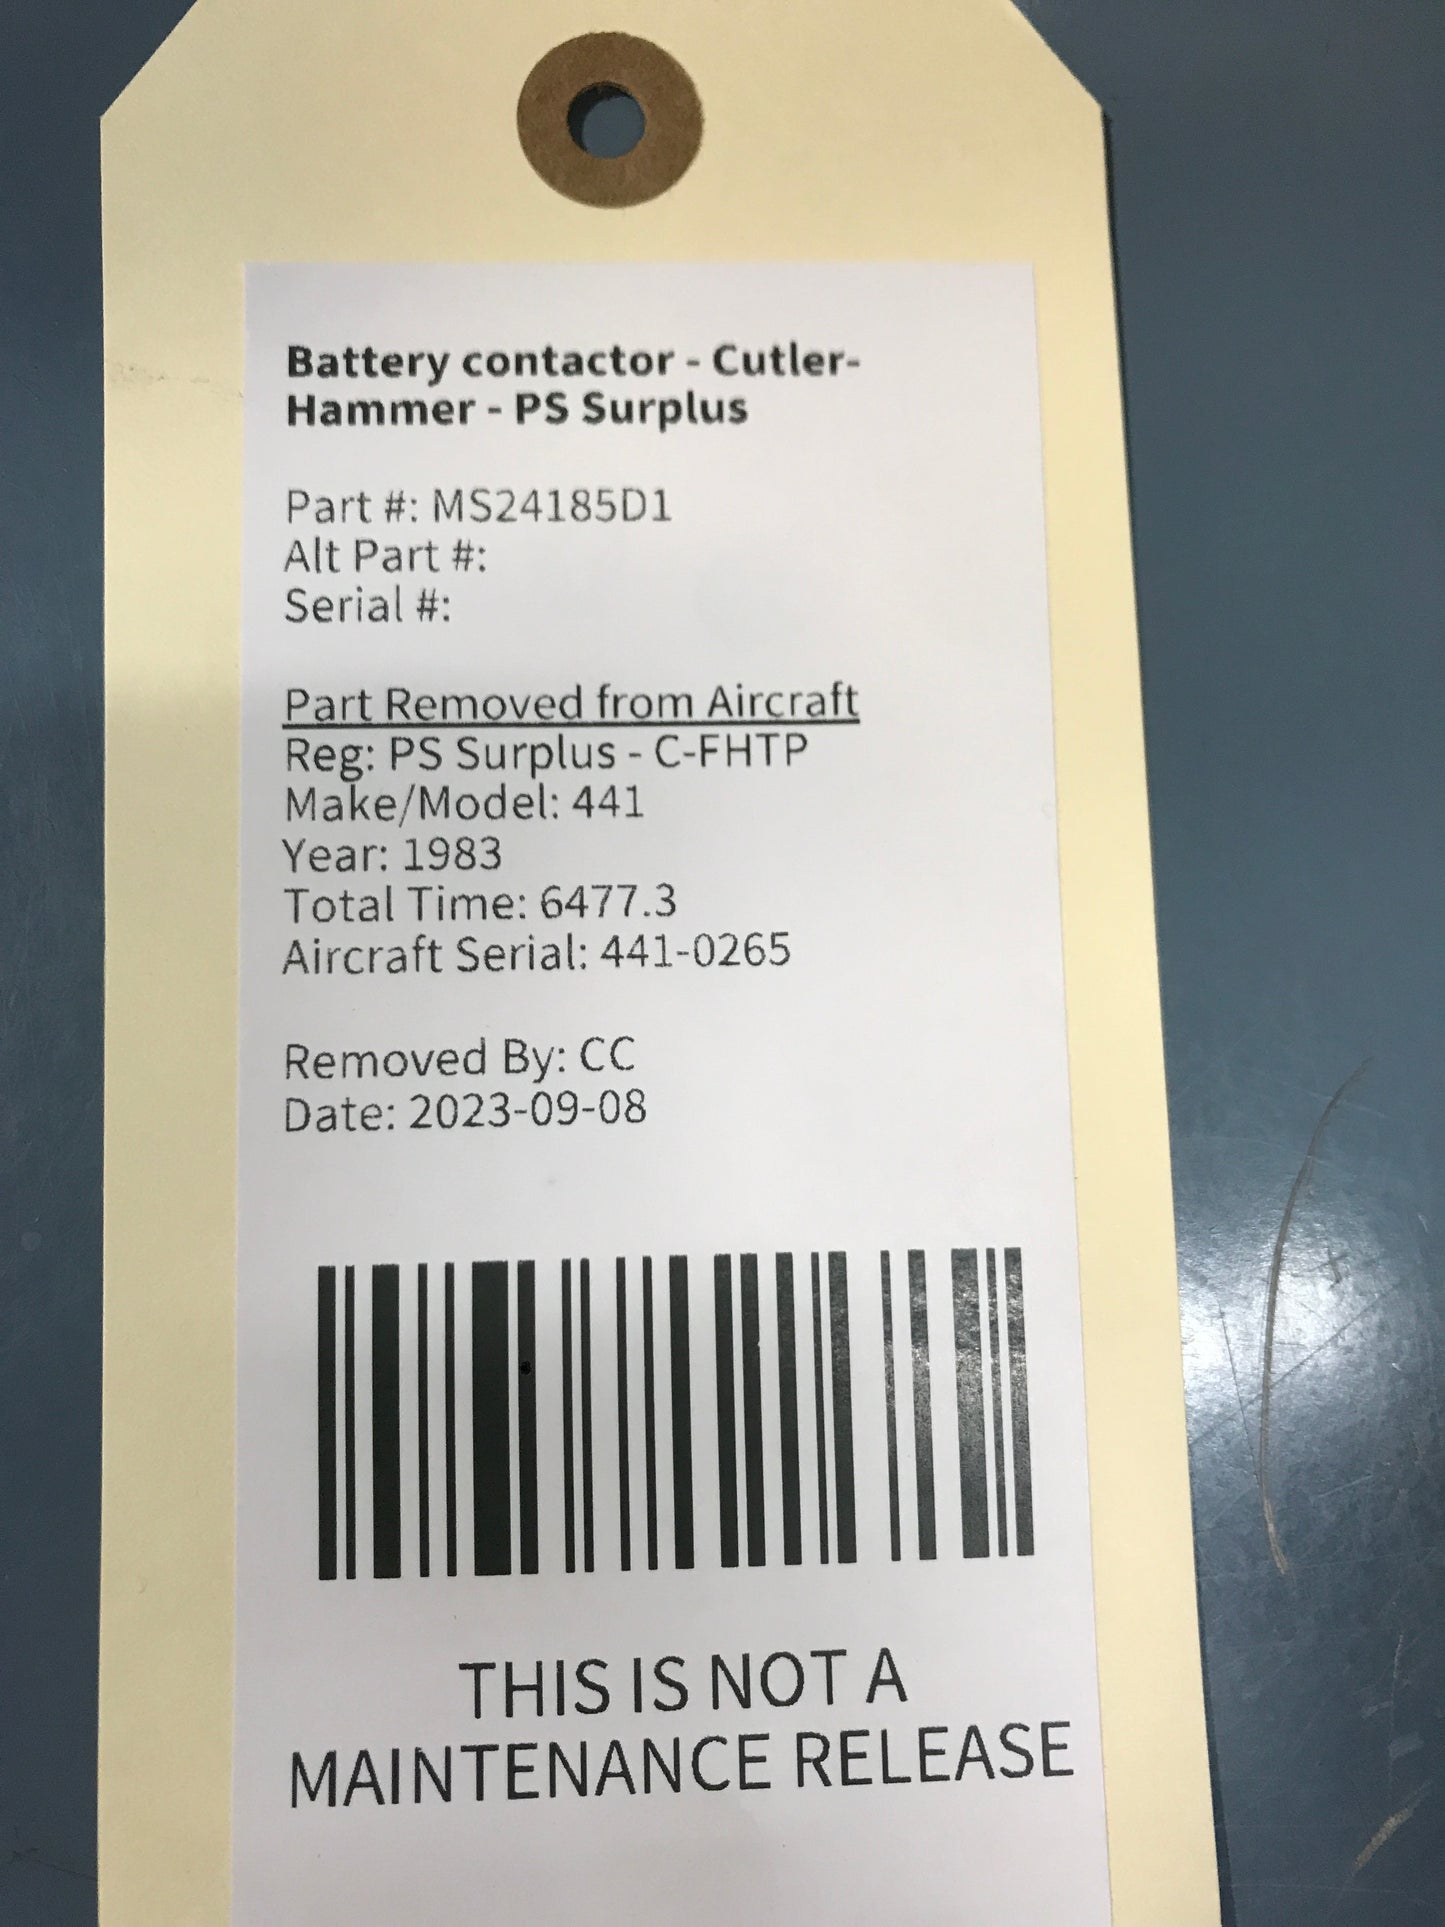 Battery contactor - Cutler-
Hammer - PS Surplus
Part #: MS24185D1
Alt Part #:
Serial #:
Part Removed from Aircraft
Reg: PS Surplus - C-FHTP
Make/Model: 441
Year: 1983
Total Time: 6477.3
Aircraft Serial: 441-0265
Removed By: CC
Date: 2023-09-08
THIS IS NOT A
MAINTENANCE RELEASE